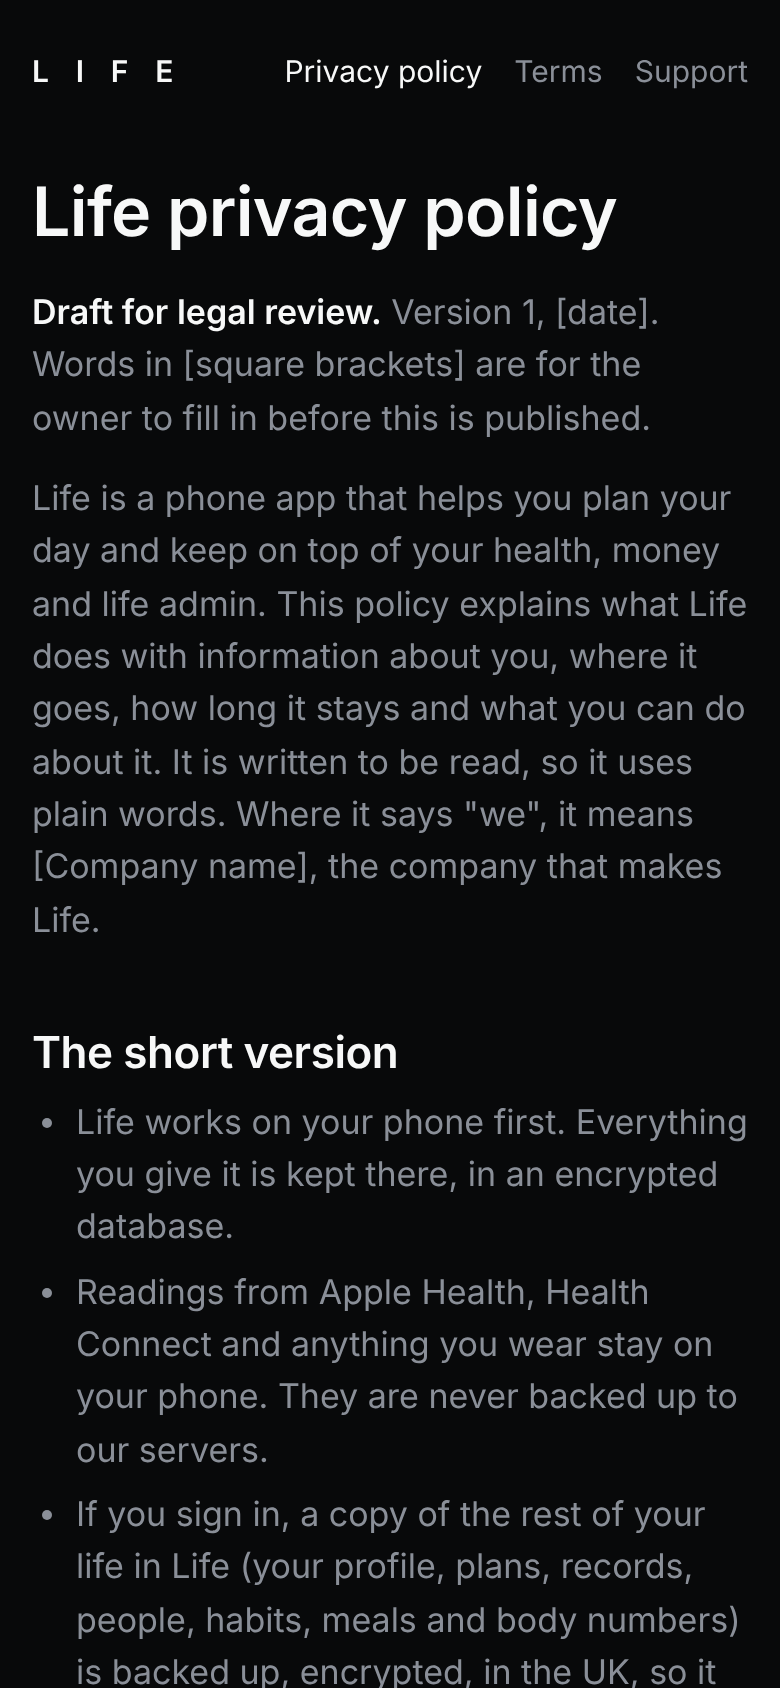 L I F E Privacy policy Terms Support
Life privacy policy
Draft for legal review. Version 1, [date].
Words in [square brackets] are for the
owner to fill in before this is published.
Life is a phone app that helps you plan your
day and keep on top of your health, money
and life admin. This policy explains what Life
does with information about you, where it
goes, how long it stays and what you can do
about it. It is written to be read, so it uses
plain words. Where it says "we", it means
[Company name], the company that makes
Life.
The short version
• Life works on your phone first. Everything
you give it is kept there, in an encrypted
database.
• Readings from Apple Health, Health
Connect and anything you wear stay on
your phone. They are never backed up to
our servers.
• If you sign in, a copy of the rest of your
life in Life (your profile, plans, records,
people, habits, meals and body numbers)
is backed up, encrypted, in the UK, so it